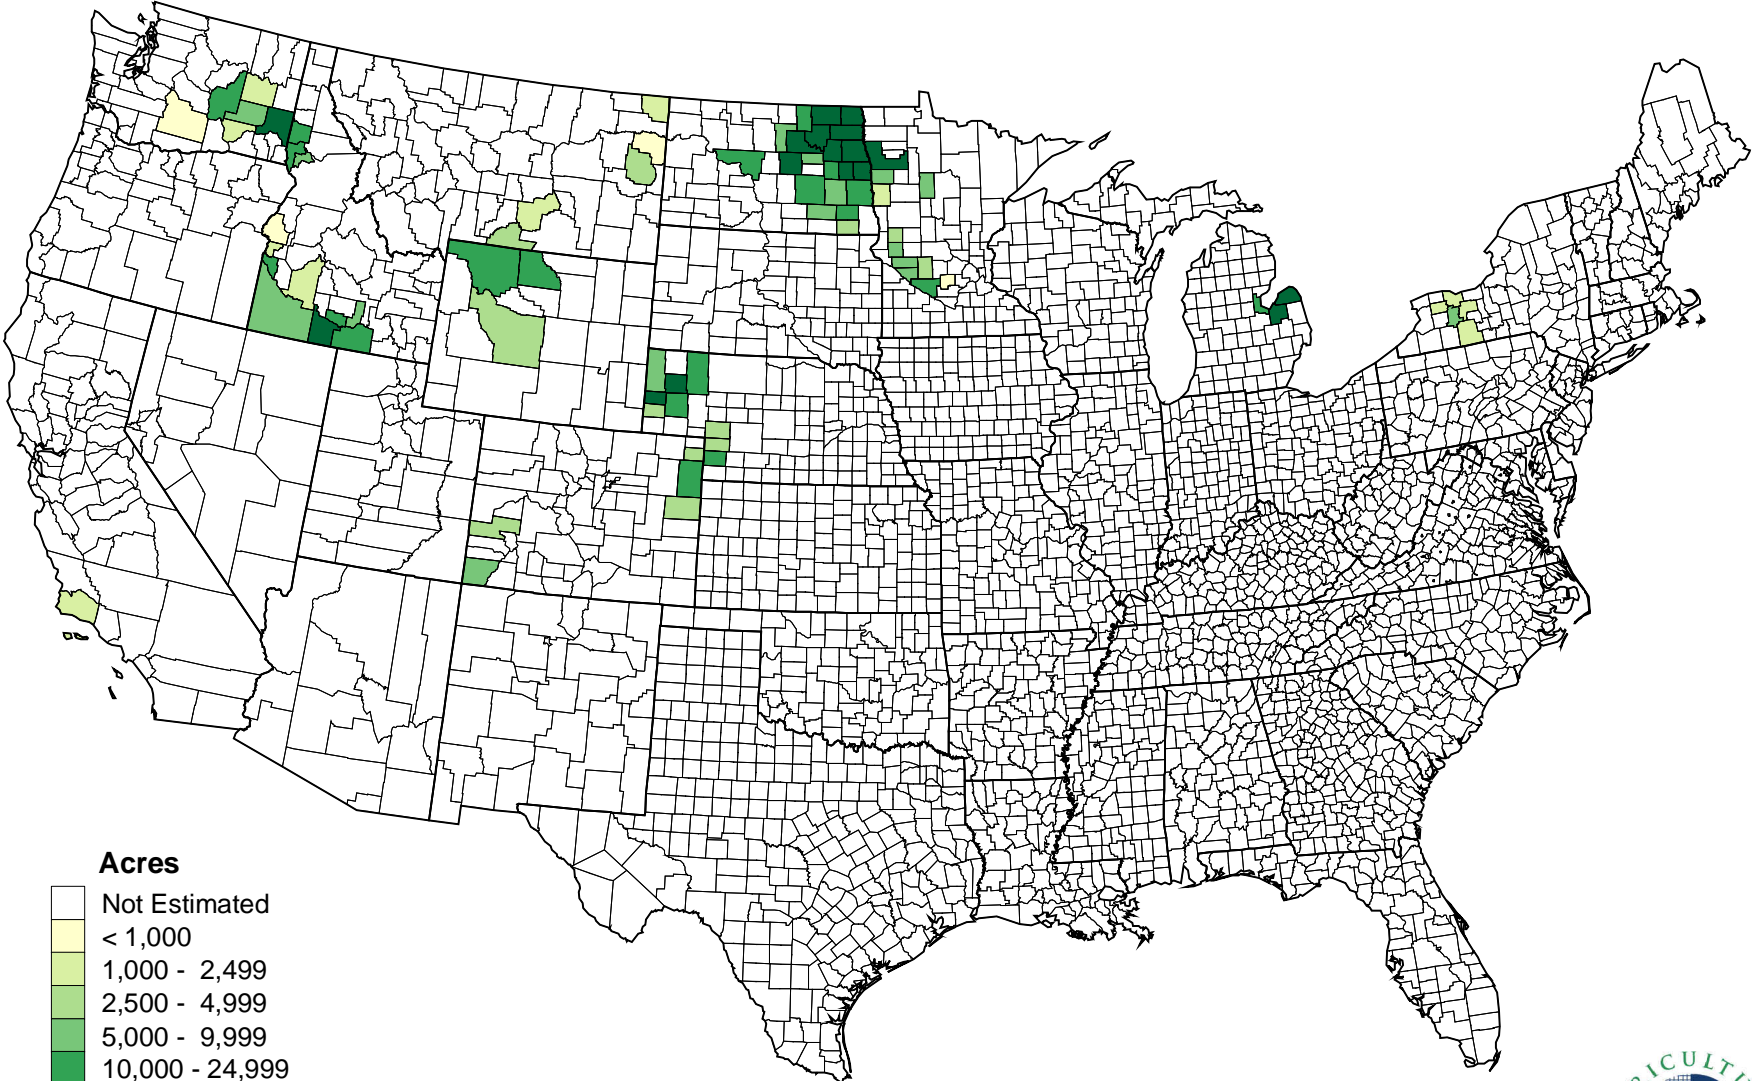 Acres
Not Estimated
< 1,000
1,000 - 2,499
2,500 - 4,999
5,000 - 9,999
10,000 - 24,999
RICULTU